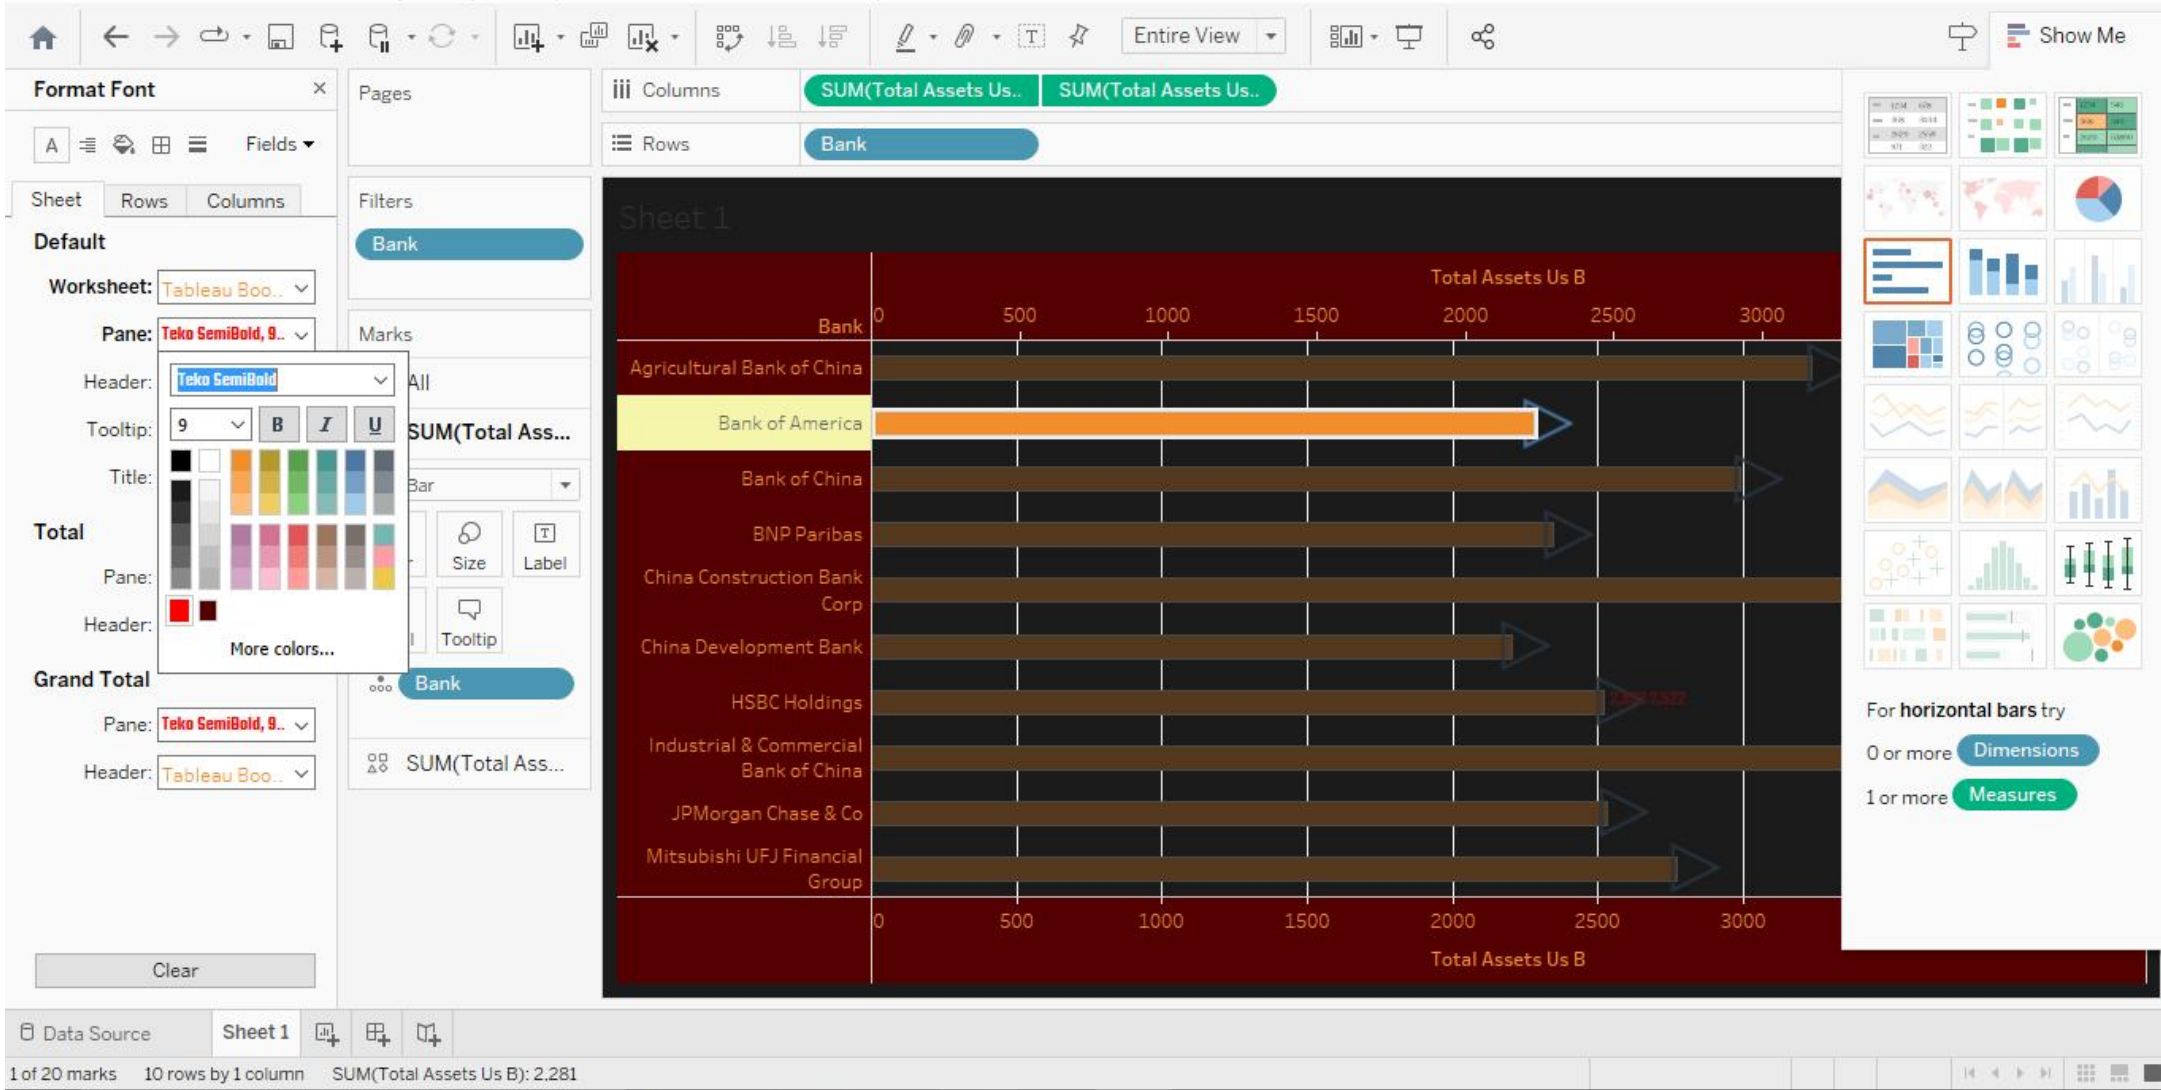 Entire View
Show Me
Format Font
Fields
Sheet
Rows
Columns
Default
Worksheet: Tableau Boo..
Pane: Teko SemiBold, 9..
Header:
Teko SemiBold
Tooltip:
9
B
I
U
Title:
Total
Pane:
Header:
More colors...
Grand Total
Pane: Teko SemiBold, 9..
Header: Tableau Boo..
Clear
Pages
Filters
Bank
Marks
All
SUM(Total Ass...
Bar
Size
Label
Tooltip
Bank
SUM(Total Ass...
Columns
SUM(Total Assets Us..
SUM(Total Assets Us..
Rows
Bank
Sheet 1
Total Assets Us B
Bank
0 500 1000 1500 2000 2500 3000
Agricultural Bank of China
Bank of America
Bank of China
BNP Paribas
China Construction Bank
Corp
China Development Bank
HSBC Holdings
Industrial & Commercial
Bank of China
JPMorgan Chase & Co
Mitsubishi UFJ Financial
Group
0 500 1000 1500 2000 2500 3000
Total Assets Us B
For horizontal bars try
0 or more Dimensions
1 or more Measures
Data Source
Sheet 1
1 of 20 marks 10 rows by 1 column SUM(Total Assets Us B): 2,281